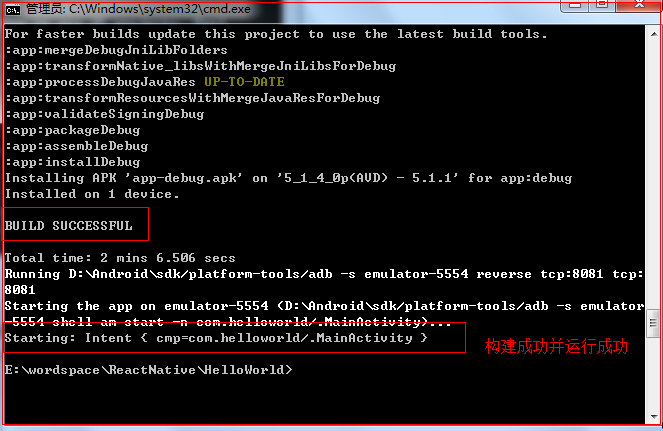 管理员: C:\Windows\system32\cmd.exe
For faster builds update this project to use the latest build tools.
:app:mergeDebugJniLibFolders
:app:transformNative_libsWithMergeJniLibsForDebug
:app:processDebugJavaRes UP-TO-DATE
:app:transformResourcesWithMergeJavaResForDebug
:app:validateSigningDebug
:app:packageDebug
:app:assembleDebug
:app:installDebug
Installing APK 'app-debug.apk' on '5_1_4_0p(AVD) - 5.1.1' for app:debug
Installed on 1 device.
BUILD SUCCESSFUL
Total time: 2 mins 6.506 secs
Running D:\Android\sdk/platform-tools/adb -s emulator-5554 reverse tcp:8081 tcp:
8081
Starting the app on emulator-5554 (D:\Android\sdk/platform-tools/adb -s emulator
-5554 shell am start -n com.helloworld/.MainActivity)...
Starting: Intent { cmp=com.helloworld/.MainActivity }
构建成功并运行成功
E:\wordspace\ReactNative\HelloWorld>